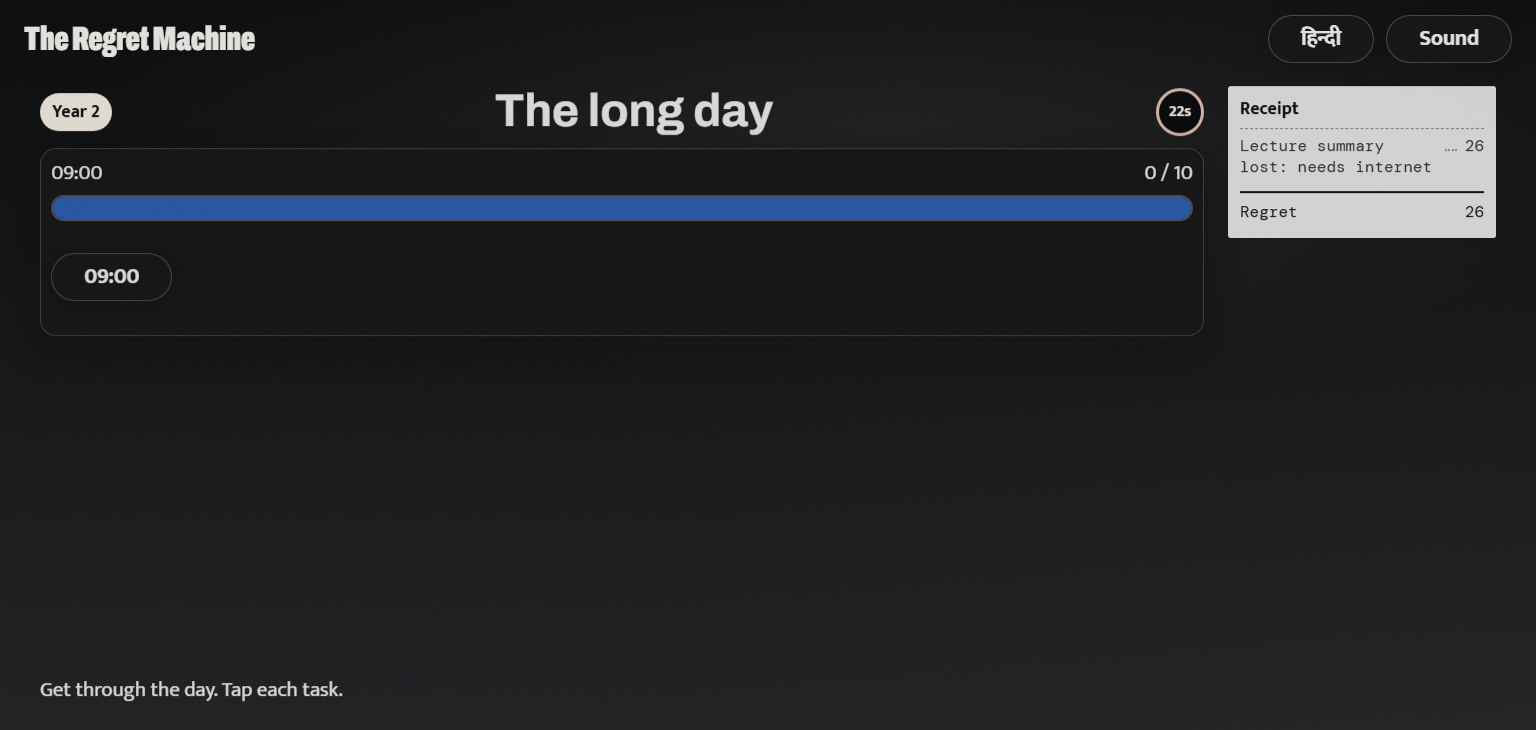 The Regret Machine
हिन्दी
Sound
Year 2
The long day
22s
09:00
0 / 10
09:00
Receipt
Lecture summary .... 26
lost: needs internet
Regret 26
Get through the day. Tap each task.